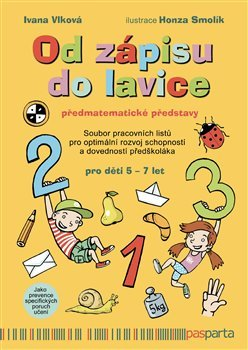 Ivana Vlková ilustrace Honza Smolík
Od zápisu
do lavice
předmatematické představy
Soubor pracovních listů
pro optimální rozvoj schopností
a dovedností předškoláka
pro děti 5 – 7 let
2
1
3
5kg
Jako
prevence
specifických
poruch
učení
pasparta